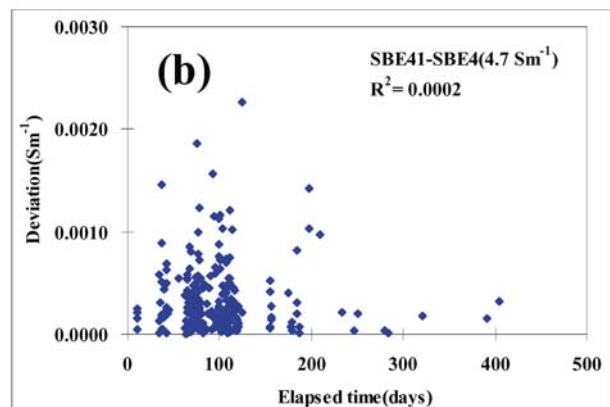 0.0030
(b)
SBE41-SBE4(4.7 Sm⁻¹)
R²= 0.0002
0.0020
Deviation(Sm⁻¹)
0.0010
0.0000
0 100 200 300 400 500
Elapsed time(days)